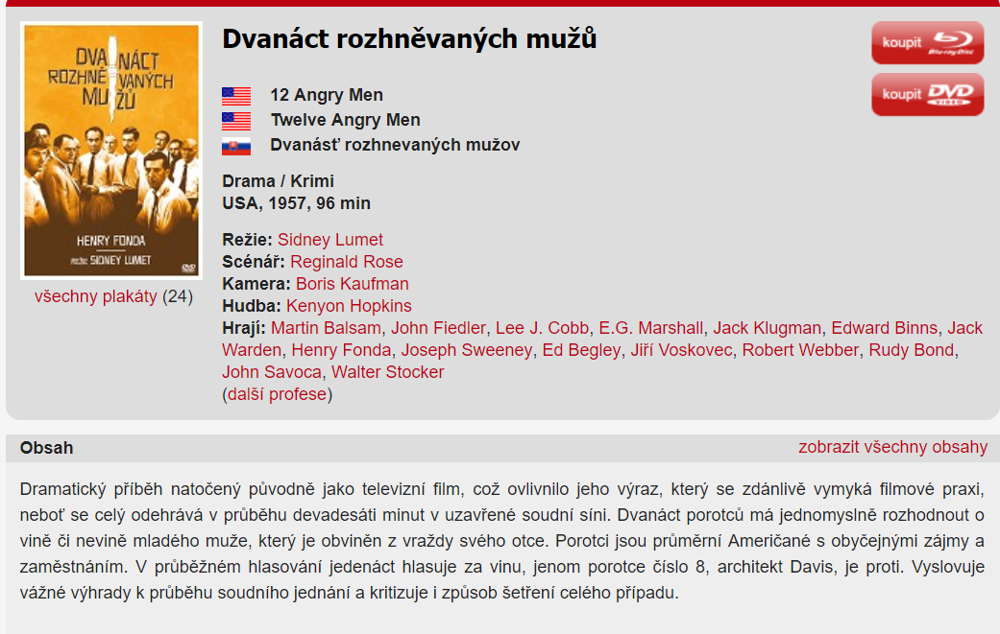 Dvanáct rozhněvaných mužů
koupit Blu-ray Disc
koupit DVD VIDEO
DVA NÁCT
ROZHNĚ VANÝCH
MU ŽŮ
HENRY FONDA
režie: SIDNEY LUMET
DVD
všechny plakáty (24)
12 Angry Men
Twelve Angry Men
Dvanásť rozhnevaných mužov
Drama / Krimi
USA, 1957, 96 min
Režie: Sidney Lumet
Scénář: Reginald Rose
Kamera: Boris Kaufman
Hudba: Kenyon Hopkins
Hrají: Martin Balsam, John Fiedler, Lee J. Cobb, E.G. Marshall, Jack Klugman, Edward Binns, Jack
Warden, Henry Fonda, Joseph Sweeney, Ed Begley, Jiří Voskovec, Robert Webber, Rudy Bond,
John Savoca, Walter Stocker
(další profese)
Obsah
zobrazit všechny obsahy
Dramatický příběh natočený původně jako televizní film, což ovlivnilo jeho výraz, který se zdánlivě vymyká filmové praxi,
neboť se celý odehrává v průběhu devadesáti minut v uzavřené soudní síni. Dvanáct porotců má jednomyslně rozhodnout o
vině či nevině mladého muže, který je obviněn z vraždy svého otce. Porotci jsou průměrní Američané s obyčejnými zájmy a
zaměstnáním. V průběžném hlasování jedenáct hlasuje za vinu, jenom porotce číslo 8, architekt Davis, je proti. Vyslovuje
vážné výhrady k průběhu soudního jednání a kritizuje i způsob šetření celého případu.